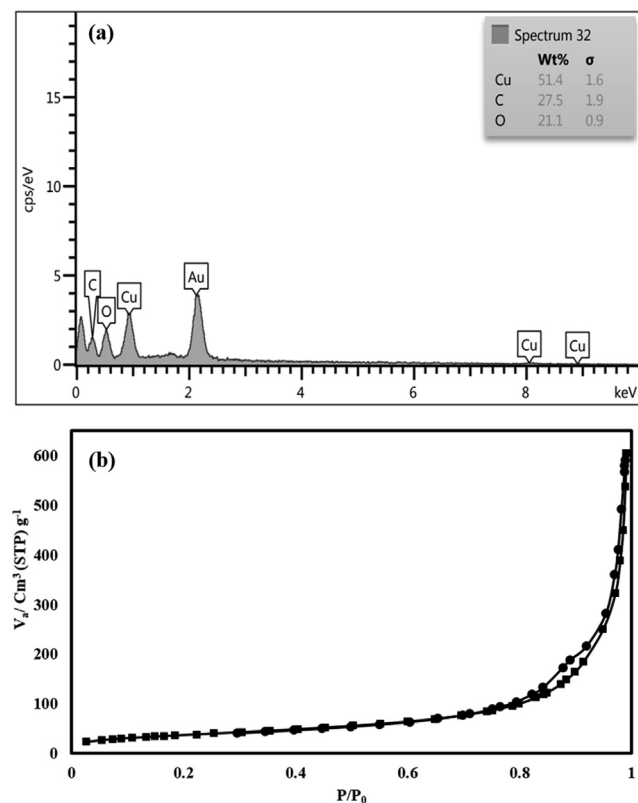 (a)
Spectrum 32
Wt% σ
Cu 51.4 1.6
C 27.5 1.9
O 21.1 0.9
cps/eV
15
10
5
0
C
O
Cu
Au
Cu
Cu
0 2 4 6 8 keV
(b)
Vₐ/ Cm³ (STP) g⁻¹
600
500
400
300
200
100
0
0 0.2 0.4 0.6 0.8 1
P/P₀